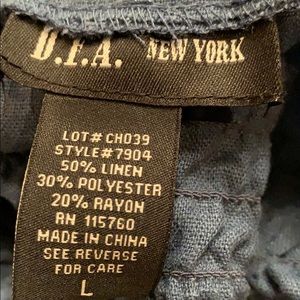 D.F.A. NEW YORK
LOT# CH039
STYLE# 7904
50% LINEN
30% POLYESTER
20% RAYON
RN 115760
MADE IN CHINA
SEE REVERSE
FOR CARE
L